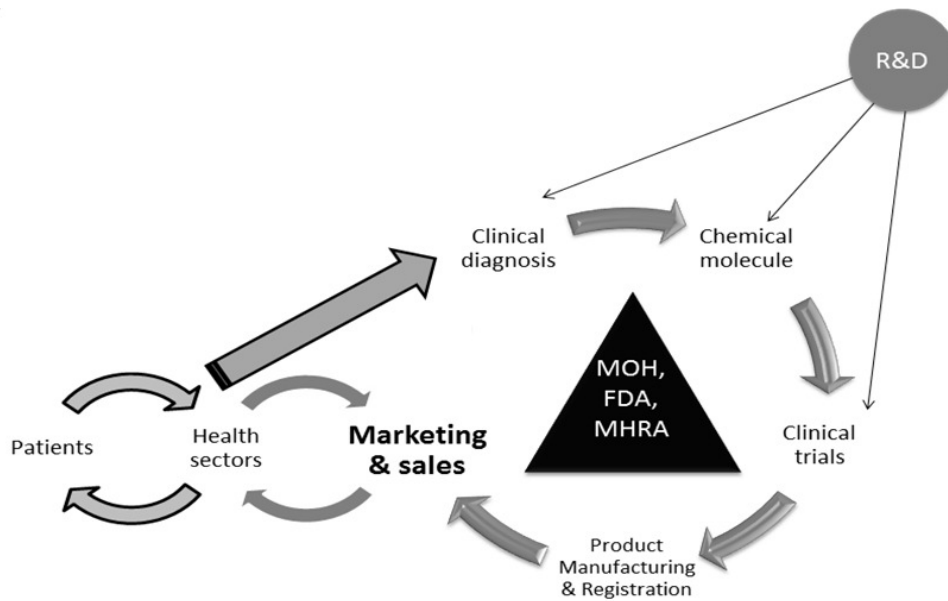 R&D
Clinical
diagnosis
Chemical
molecule
MOH,
FDA,
MHRA
Patients
Health
sectors
Marketing
& sales
Clinical
trials
Product
Manufacturing
& Registration